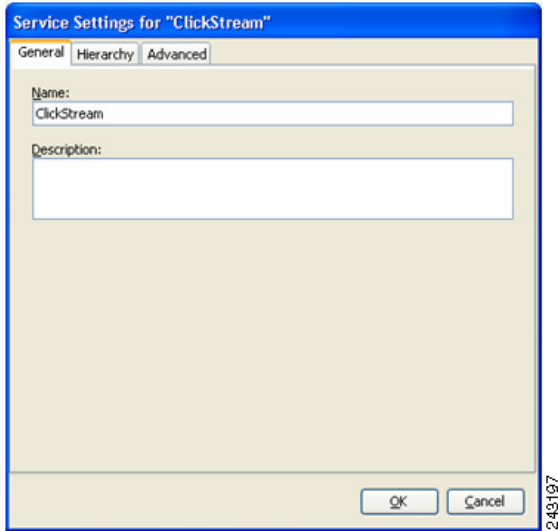 Service Settings for "ClickStream"
General Hierarchy Advanced
Name:
ClickStream
Description:
OK Cancel
243197